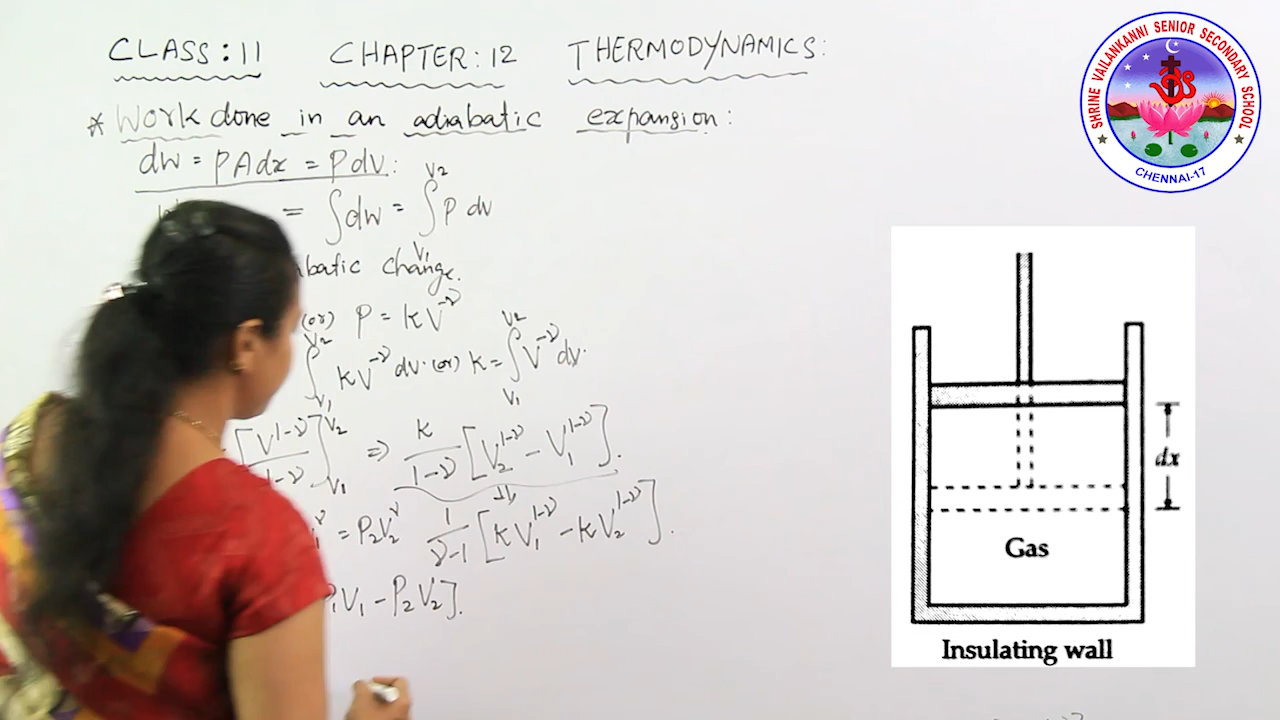 CLASS: 11 CHAPTER: 12 THERMODYNAMICS:
* Work done in an adiabatic expansion:
dW = PAdx = PdV:
= ∫dW = ∫_{V₁}^{V₂} P dV
batic change.
(or) P = KV^{-ν}
∫_{V₁}^{V₂} KV^{-ν} dV. (or) K = ∫_{V₁}^{V₂} V^{-ν} dV.
[V^{1-ν}/1-ν]_{V₁}^{V₂} ⇒ K/1-ν [V₂^{1-ν} - V₁^{1-ν}].
= P₂V₂^ν 1/ν-1 [KV₁^{1-ν} - KV₂^{1-ν}].
P₁V₁ - P₂V₂].
SHRINE VAILANKANNI SENIOR SECONDARY SCHOOL
CHENNAI-17
dx
Gas
Insulating wall